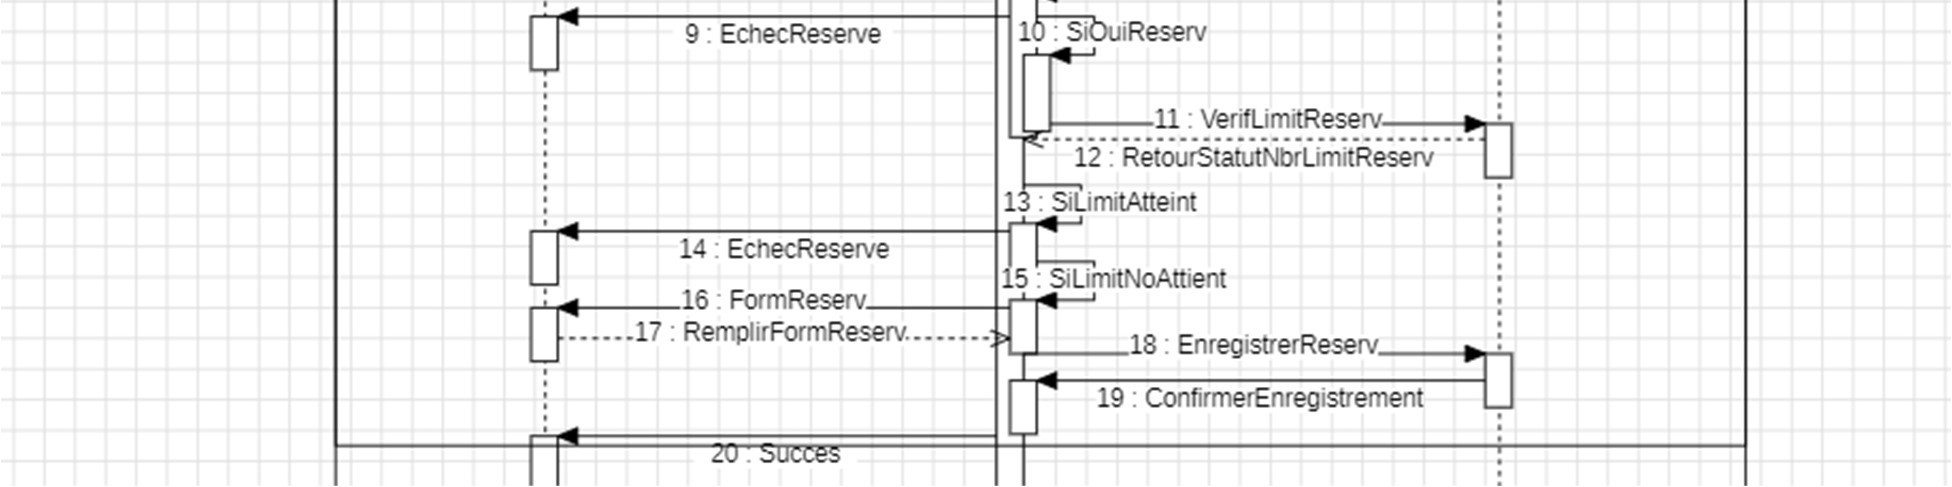 9 : EchecReserve
10 : SiOuiReserv
11 : VerifLimitReserv
12 : RetourStatutNbrLimitReserv
13 : SiLimitAtteint
14 : EchecReserve
15 : SiLimitNoAttient
16 : FormReserv
17 : RemplirFormReserv
18 : EnregistrerReserv
19 : ConfirmerEnregistrement
20 : Succes